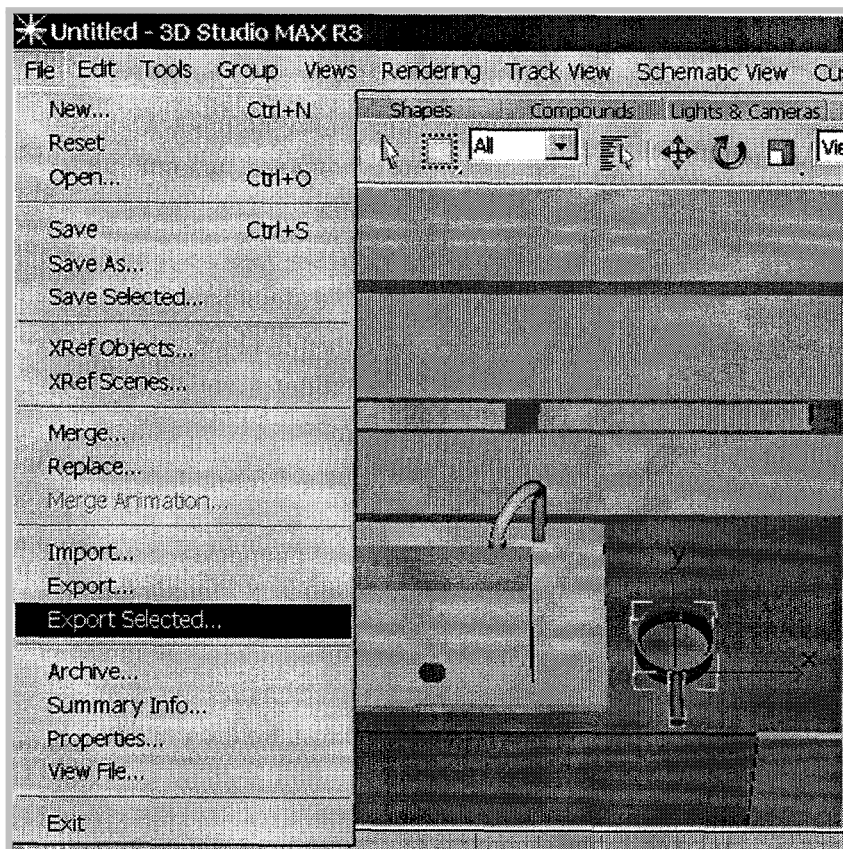 Untitled - 3D Studio MAX R3
File Edit Tools Group Views Rendering Track View Schematic View Cu
New... Ctrl+N
Reset
Open... Ctrl+O
Save Ctrl+S
Save As...
Save Selected...
XRef Objects...
XRef Scenes...
Merge...
Replace...
Merge Animation...
Import...
Export...
Export Selected...
Archive...
Summary Info...
Properties...
View File...
Exit
Shapes Compounds Lights & Cameras
All Vie
y
x